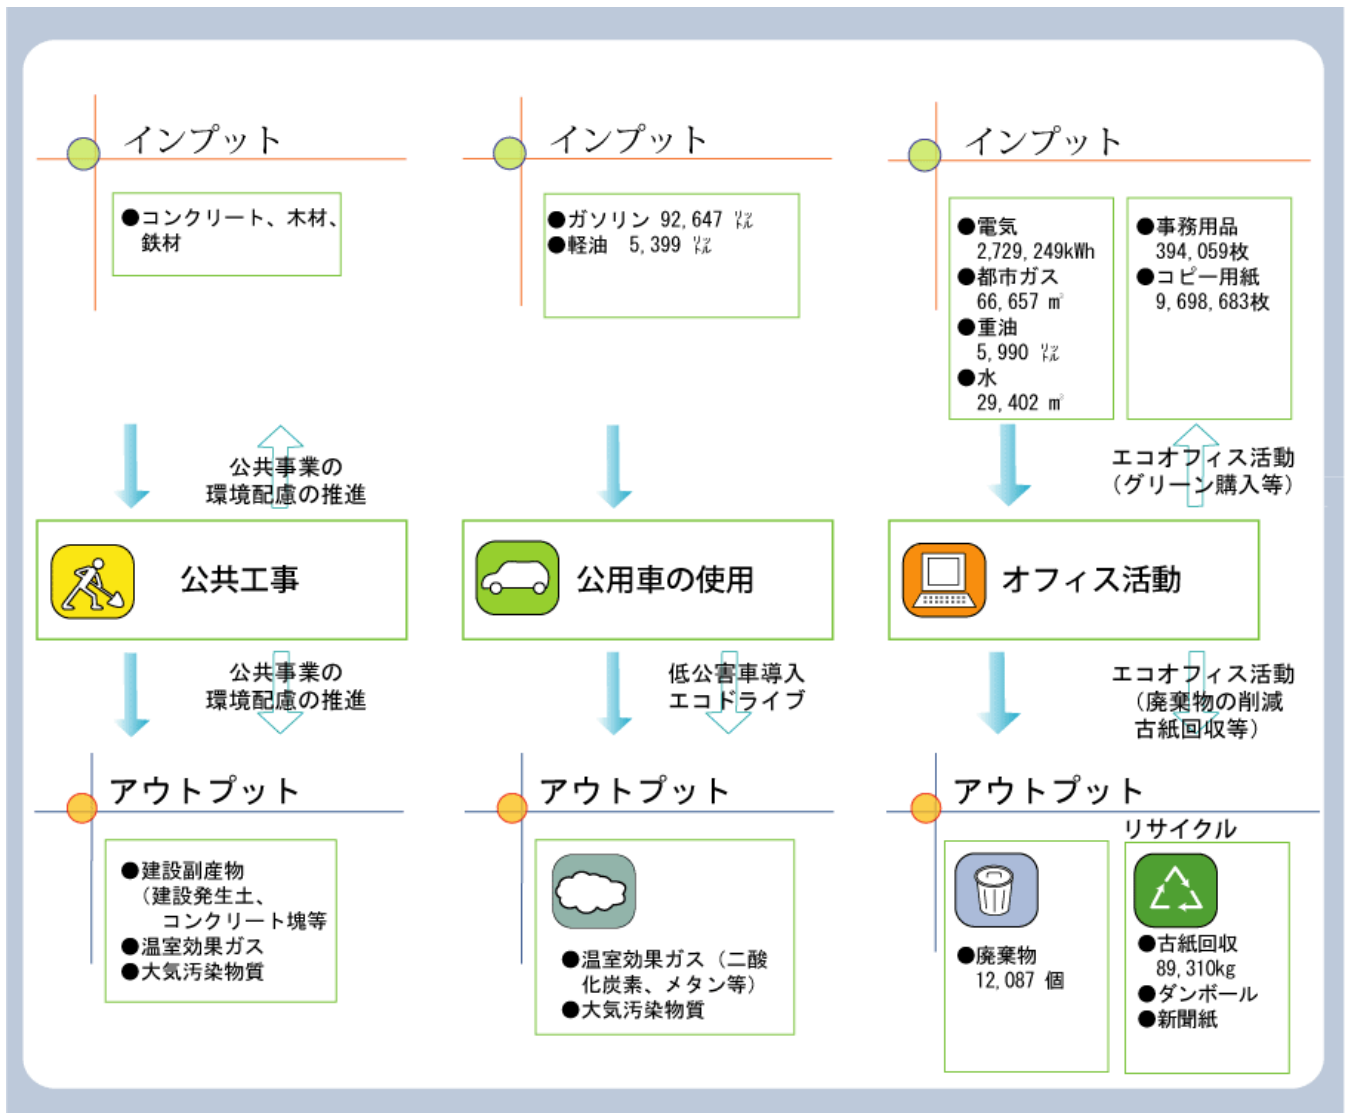 インプット
●コンクリート、木材、
鉄材
公共事業の
環境配慮の推進
公共工事
公共事業の
環境配慮の推進
アウトプット
●建設副産物
（建設発生土、
コンクリート塊等
●温室効果ガス
●大気汚染物質
インプット
●ガソリン 92,647 リットル
●軽油 5,399 リットル
公用車の使用
低公害車導入
エコドライブ
アウトプット
●温室効果ガス（二酸
化炭素、メタン等）
●大気汚染物質
インプット
●電気
2,729,249kWh
●都市ガス
66,657 m³
●重油
5,990 リットル
●水
29,402 m³
●事務用品
394,059枚
●コピー用紙
9,698,683枚
エコオフィス活動
（グリーン購入等）
オフィス活動
エコオフィス活動
（廃棄物の削減
古紙回収等）
アウトプット
●廃棄物
12,087 個
リサイクル
●古紙回収
89,310kg
●ダンボール
●新聞紙